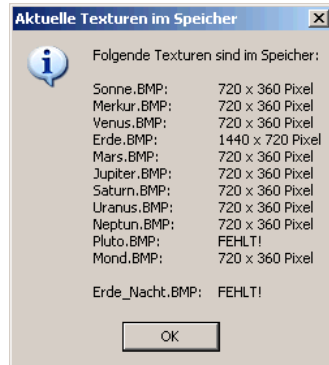 Aktuelle Texturen im Speicher
Folgende Texturen sind im Speicher:
Sonne.BMP: 720 x 360 Pixel
Merkur.BMP: 720 x 360 Pixel
Venus.BMP: 720 x 360 Pixel
Erde.BMP: 1440 x 720 Pixel
Mars.BMP: 720 x 360 Pixel
Jupiter.BMP: 720 x 360 Pixel
Saturn.BMP: 720 x 360 Pixel
Uranus.BMP: 720 x 360 Pixel
Neptun.BMP: 720 x 360 Pixel
Pluto.BMP: FEHLT!
Mond.BMP: 720 x 360 Pixel
Erde_Nacht.BMP: FEHLT!
OK